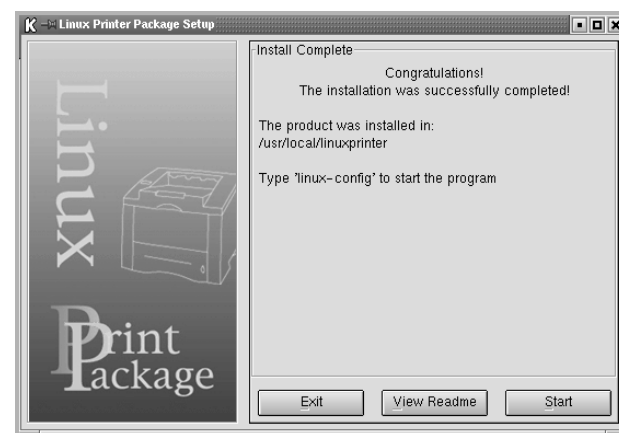 Linux Printer Package Setup
Linux
Print
Package
Install Complete
Congratulations!
The installation was successfully completed!
The product was installed in:
/usr/local/linuxprinter
Type 'linux-config' to start the program
Exit
View Readme
Start